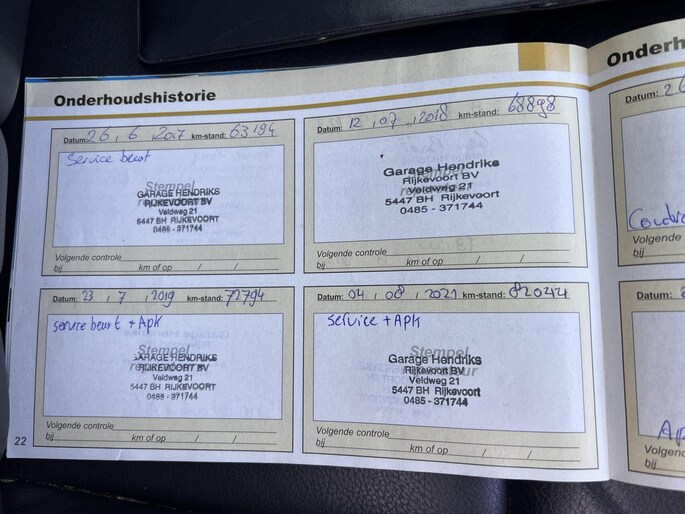 Onderhoudshistorie
Datum: 26 , 6 , 2017 km-stand: 63194
Service beurt
Stempel
GARAGE HENDRIKS
RIJKEVOORT BV
Veldweg 21
5447 BH RIJKEVOORT
0485 - 371744
Volgende controle
bij km of op / /
Datum: 12 , 07 , 2018 km-stand: 68898
Garage Hendriks
Rijkevoort BV
Veldweg 21
5447 BH RIJKEVOORT
0485 - 371744
Volgende controle
bij km of op / /
Datum: 23 , 7 , 2019 km-stand: 72794
service beurt + Apk
Stempel
GARAGE HENDRIKS
RIJKEVOORT BV
Veldweg 21
5447 BH RIJKEVOORT
0485 - 371744
Volgende controle
bij km of op / /
Datum: 04 , 08 , 2021 km-stand: 82044
service + Apk
Stempel
Garage Hendriks
Rijkevoort BV
Veldweg 21
5447 BH Rijkevoort
0485 - 371744
Volgende controle
bij km of op / /
22
Onderh
Datum: 26
Volgende
bij
Datum:
Ap
Volgen
bij